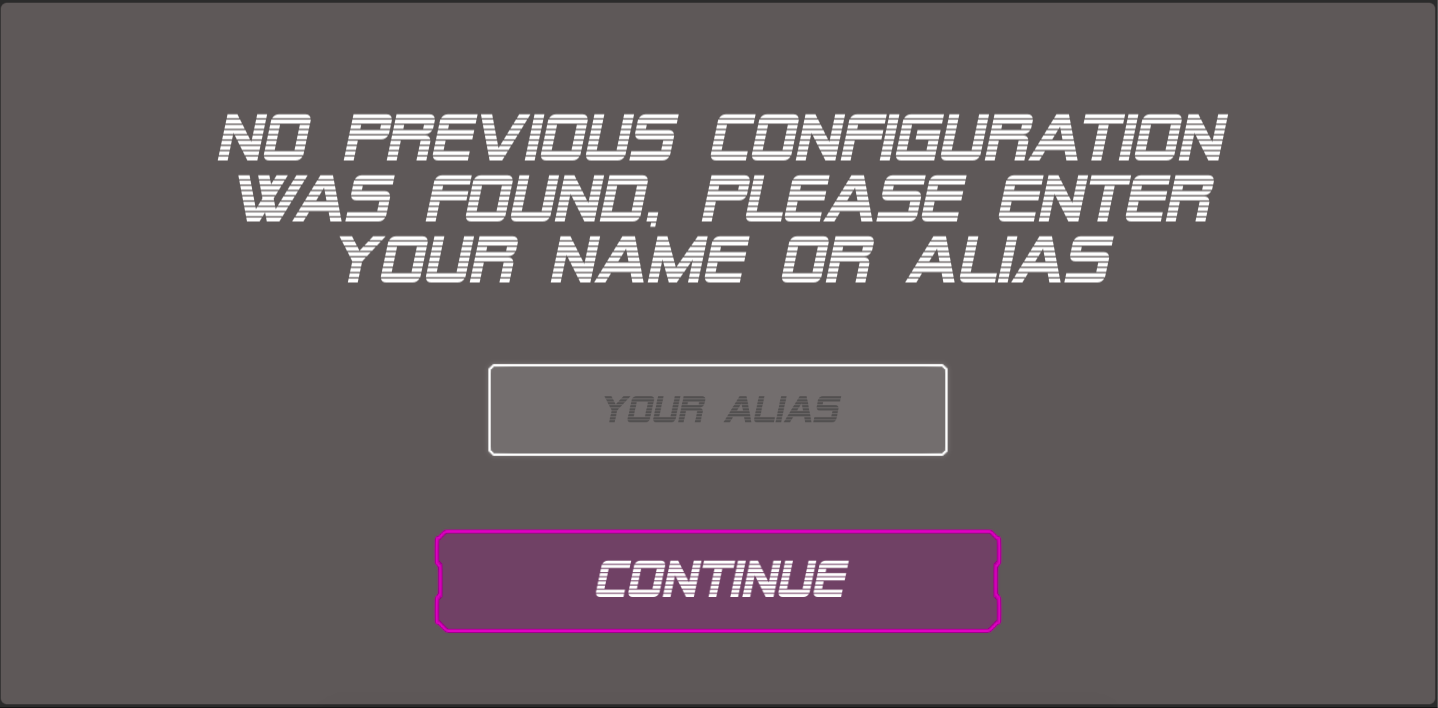 NO PREVIOUS CONFIGURATION
WAS FOUND, PLEASE ENTER
YOUR NAME OR ALIAS
YOUR ALIAS
CONTINUE